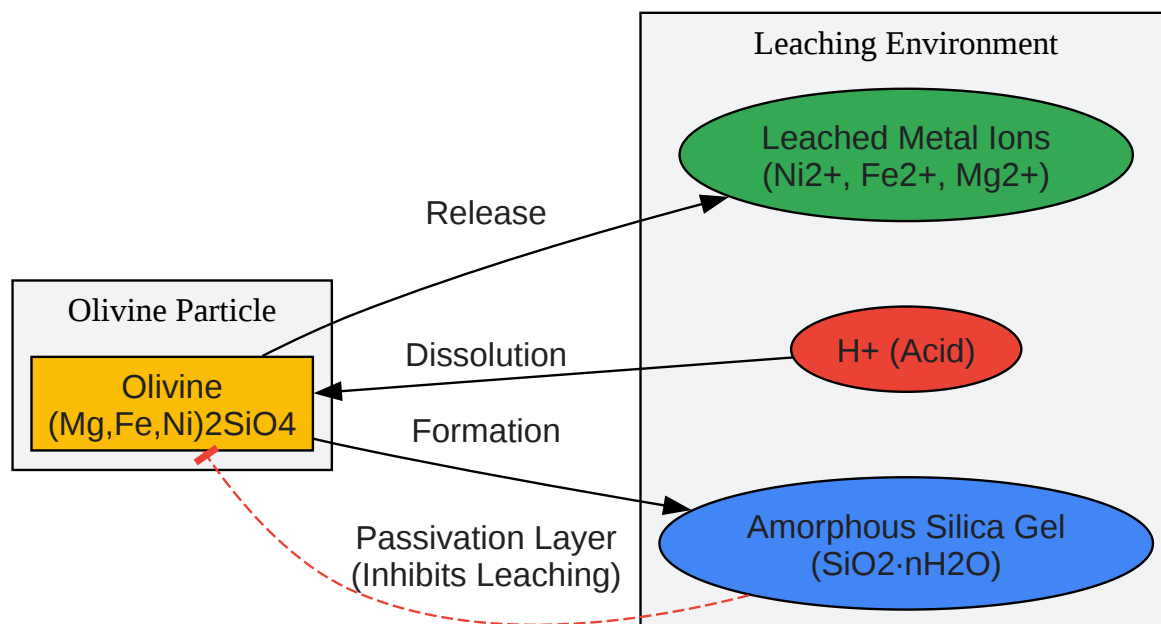 Leaching Environment
Leached Metal Ions
(Ni2+, Fe2+, Mg2+)
Release
Olivine Particle
H+ (Acid)
Dissolution
Olivine
(Mg,Fe,Ni)2SiO4
Formation
Amorphous Silica Gel
(SiO2·nH2O)
Passivation Layer
(Inhibits Leaching)